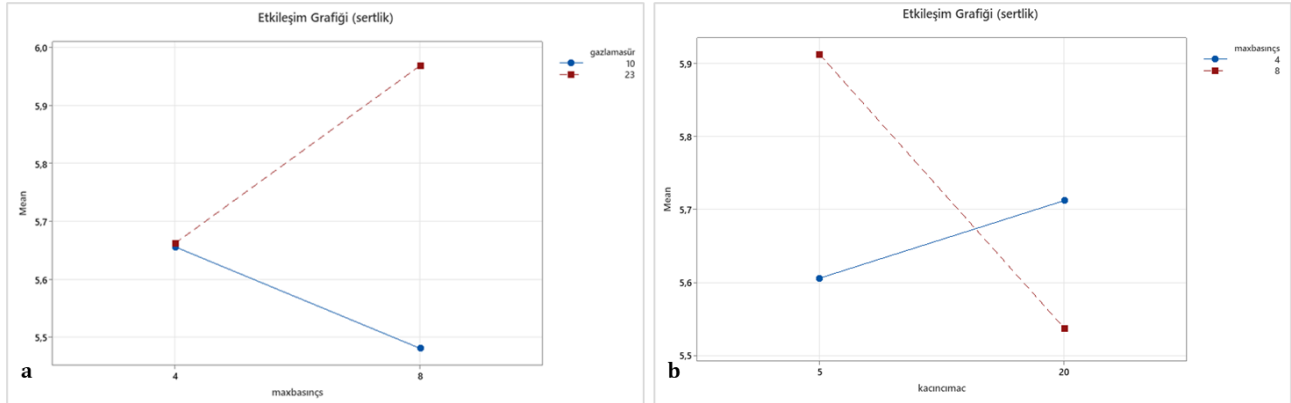 Etkileşim Grafiği (sertlik)
6,0
5,9
5,8
5,7
5,6
5,5
Mean
4
8
maxbasınçs
gazlamasür
10
23
a
Etkileşim Grafiği (sertlik)
5,9
5,8
5,7
5,6
5,5
Mean
5
20
kacıncımac
maxbasınçs
4
8
b